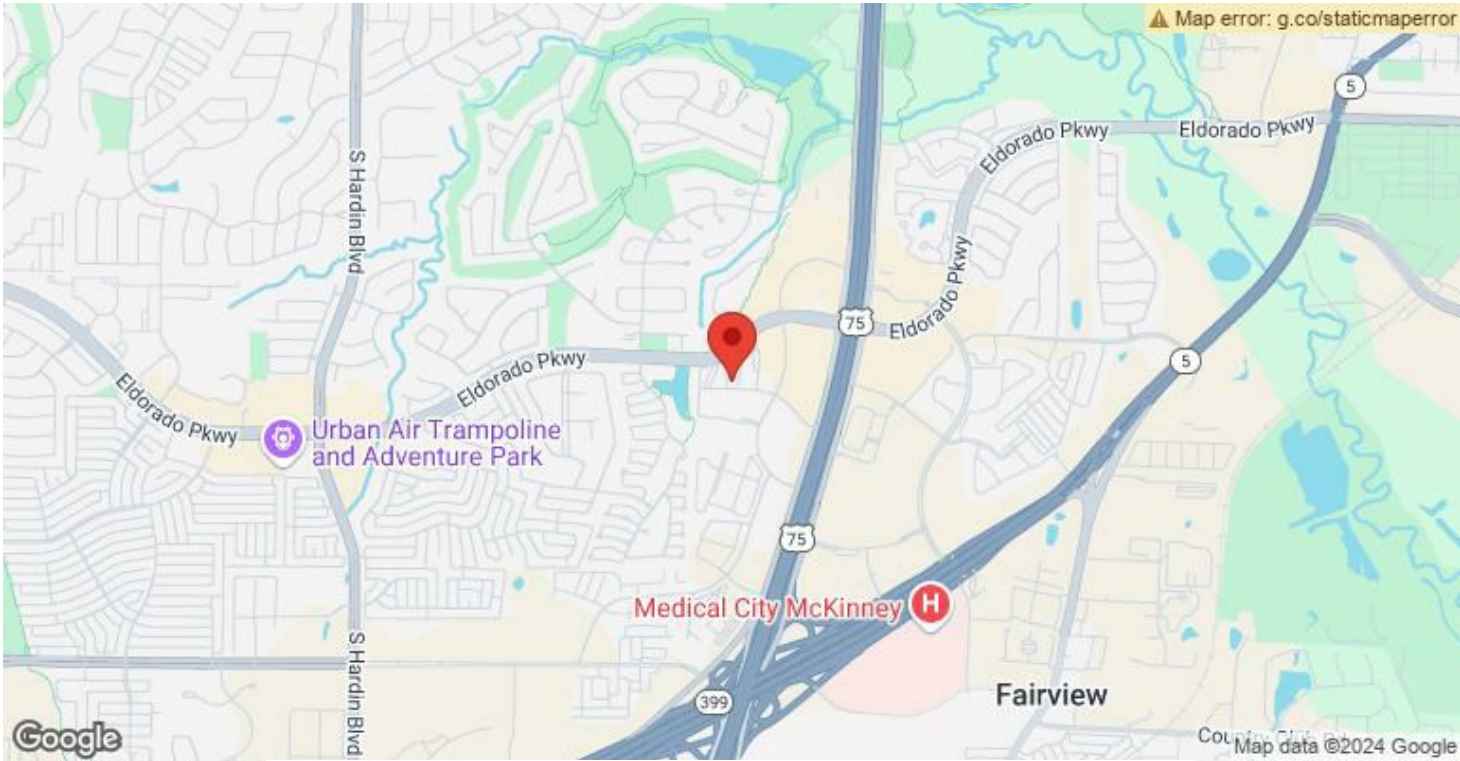 Map error: g.co/staticmaperror
5
Eldorado Pkwy
Eldorado Pkwy
S Hardin Blvd
Eldorado Pkwy
75
Eldorado Pkwy
5
Eldorado Pkwy
Urban Air Trampoline
and Adventure Park
75
Medical City McKinney
H
S Hardin Blvd
399
Fairview
Google
Map data ©2024 Google